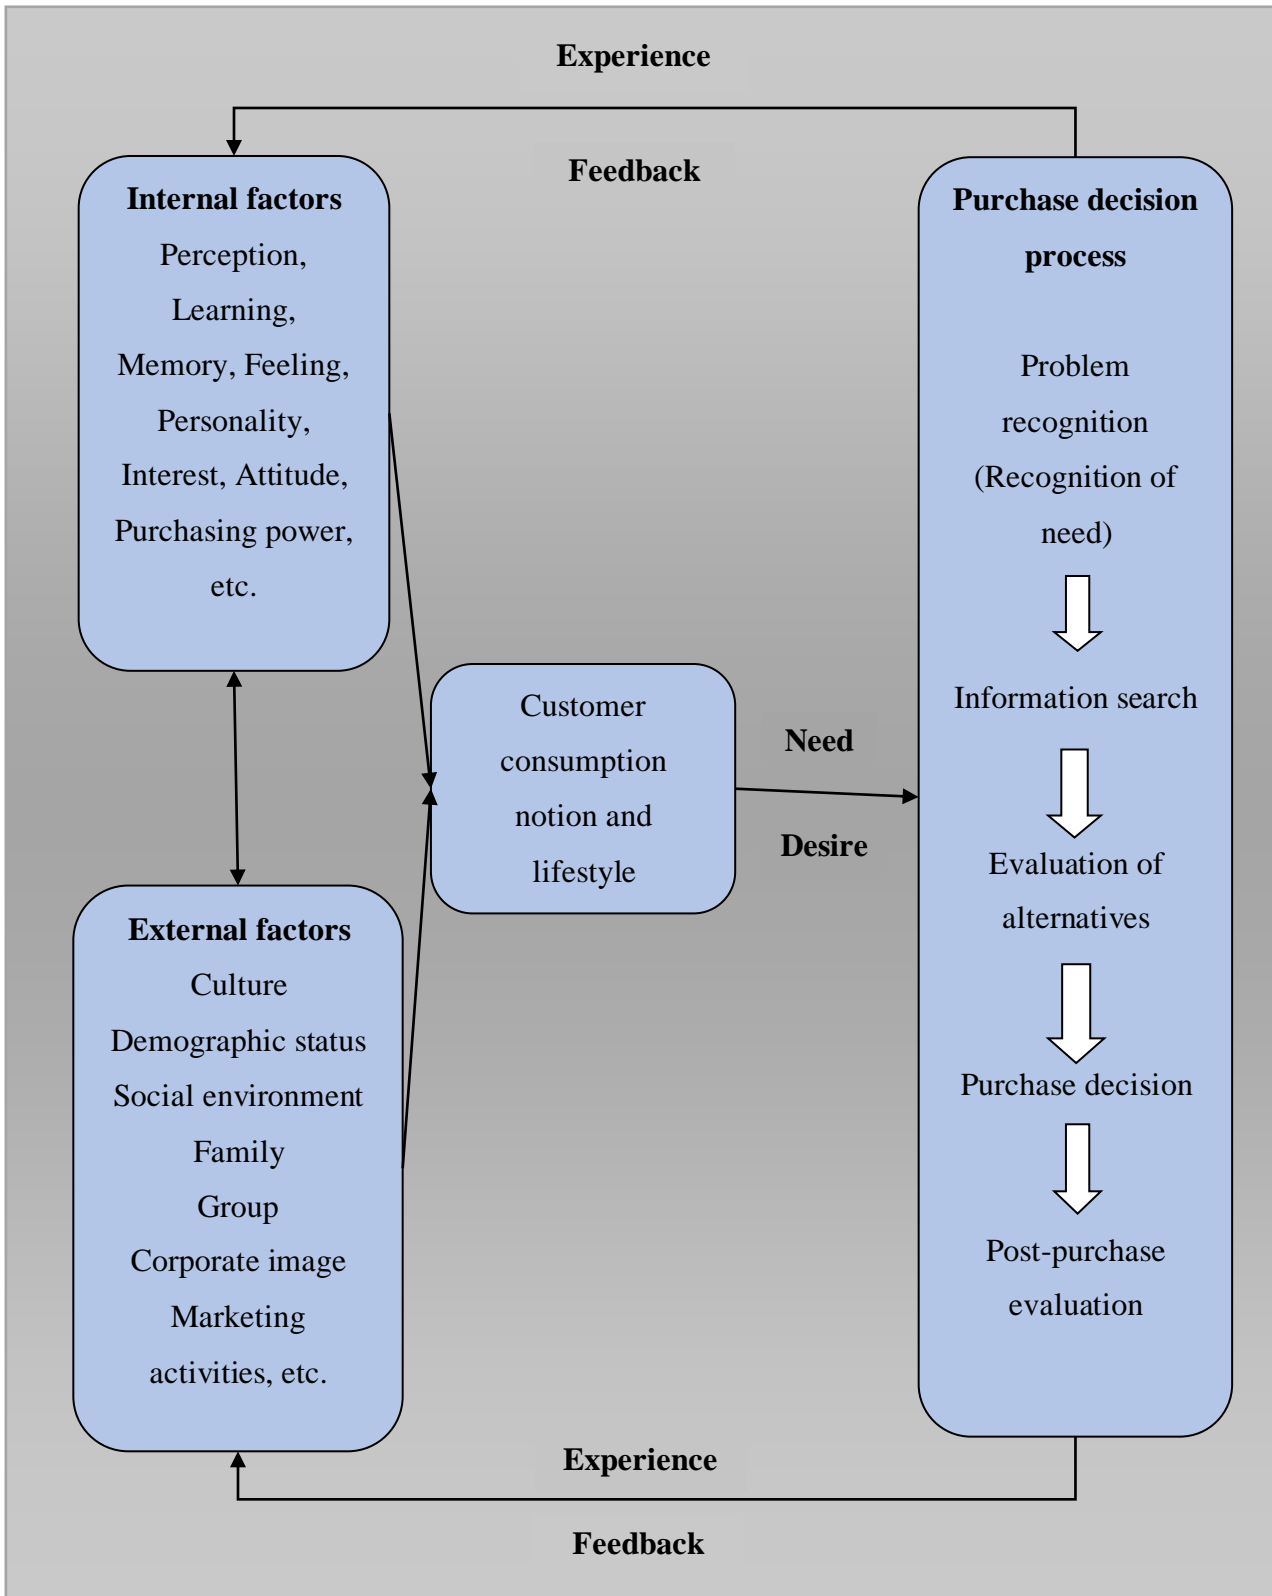 Experience
Feedback
Internal factors
Perception,
Learning,
Memory, Feeling,
Personality,
Interest, Attitude,
Purchasing power,
etc.
External factors
Culture
Demographic status
Social environment
Family
Group
Corporate image
Marketing
activities, etc.
Customer
consumption
notion and
lifestyle
Need
Desire
Purchase decision
process
Problem
recognition
(Recognition of
need)
Information search
Evaluation of
alternatives
Purchase decision
Post-purchase
evaluation
Experience
Feedback